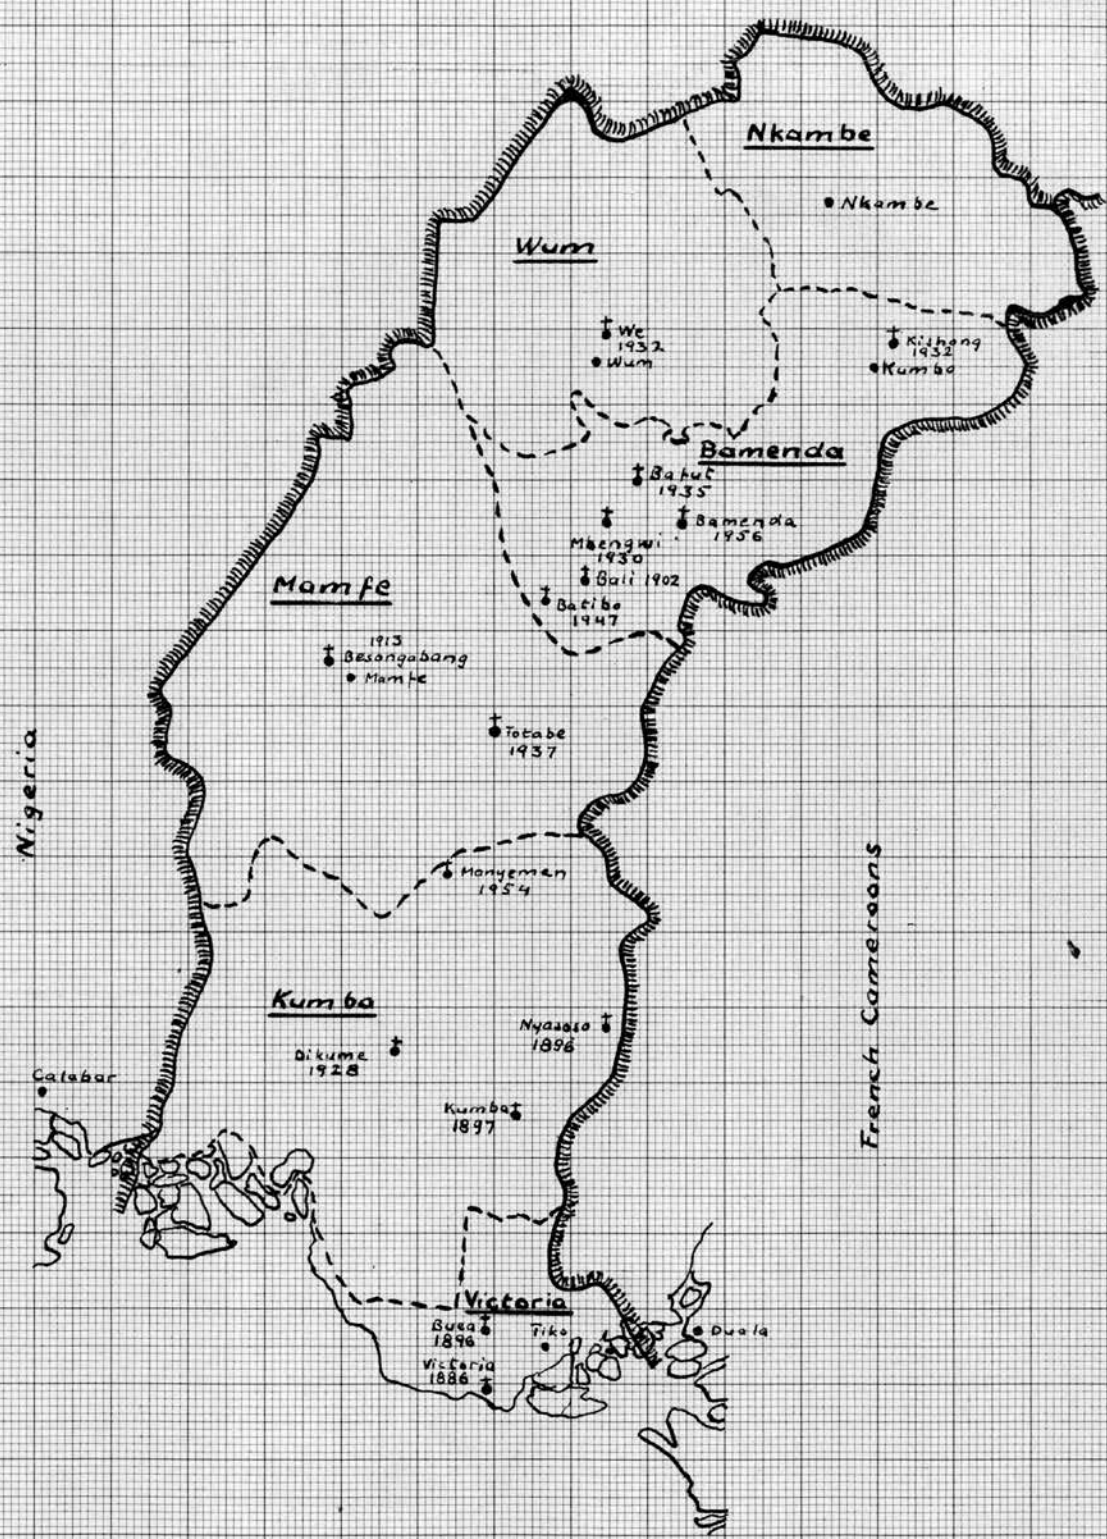 Nkambe
Nkambe
Wum
We
1932
Wum
Kishong
1932
Kumbo
Bamenda
Bafut
1935
Bamenda
1956
Mbengwi
1930
Bali 1902
Batibo
1947
Mamfe
1913
Besongabang
Mamfe
Fotabe
1937
Nigeria
Manyemen
1954
French Cameroons
Kumba
Nyasoso
1896
Dikume
1928
Kumba
1897
Calabar
Victoria
Buea
1896
Tiko
Duala
Victoria
1886